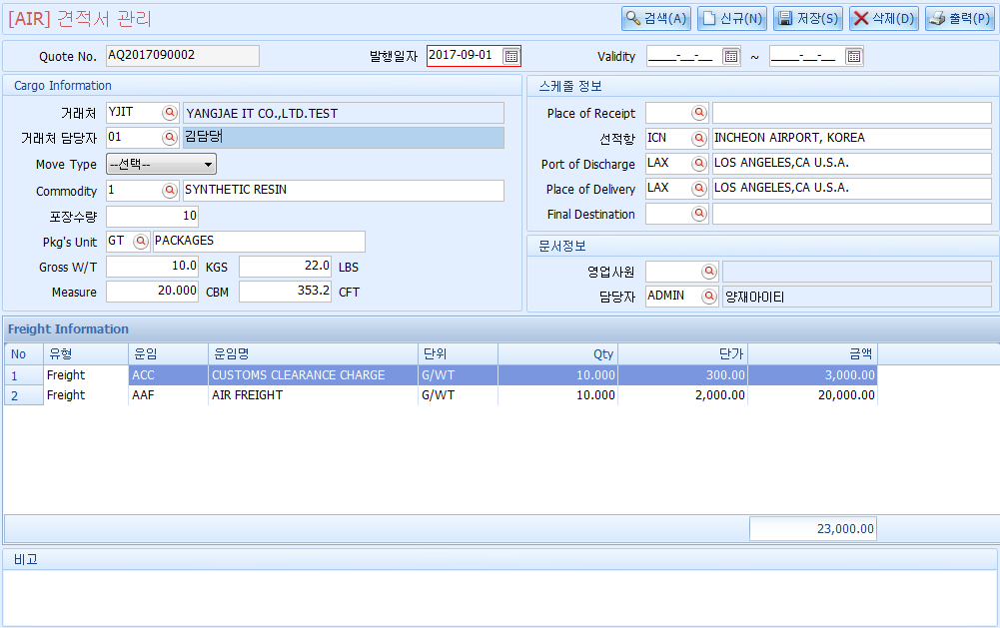 [AIR] 견적서 관리 검색(A) 신규(N) 저장(S) 삭제(D) 출력(P)
Quote No. AQ2017090002 발행일자 2017-09-01 Validity ____-__-__ ~ ____-__-__
Cargo Information
거래처 YJIT YANGJAE IT CO.,LTD.TEST
거래처 담당자 01 김담당
Move Type --선택--
Commodity 1 SYNTHETIC RESIN
포장수량 10
Pkg's Unit GT PACKAGES
Gross W/T 10.0 KGS 22.0 LBS
Measure 20.000 CBM 353.2 CFT
스케줄 정보
Place of Receipt
선적항 ICN INCHEON AIRPORT, KOREA
Port of Discharge LAX LOS ANGELES,CA U.S.A.
Place of Delivery LAX LOS ANGELES,CA U.S.A.
Final Destination
문서정보
영업사원
담당자 ADMIN 양재아이티
Freight Information
No 유형 운임 운임명 단위 Qty 단가 금액
1 Freight ACC CUSTOMS CLEARANCE CHARGE G/WT 10.000 300.00 3,000.00
2 Freight AAF AIR FREIGHT G/WT 10.000 2,000.00 20,000.00
23,000.00
비고